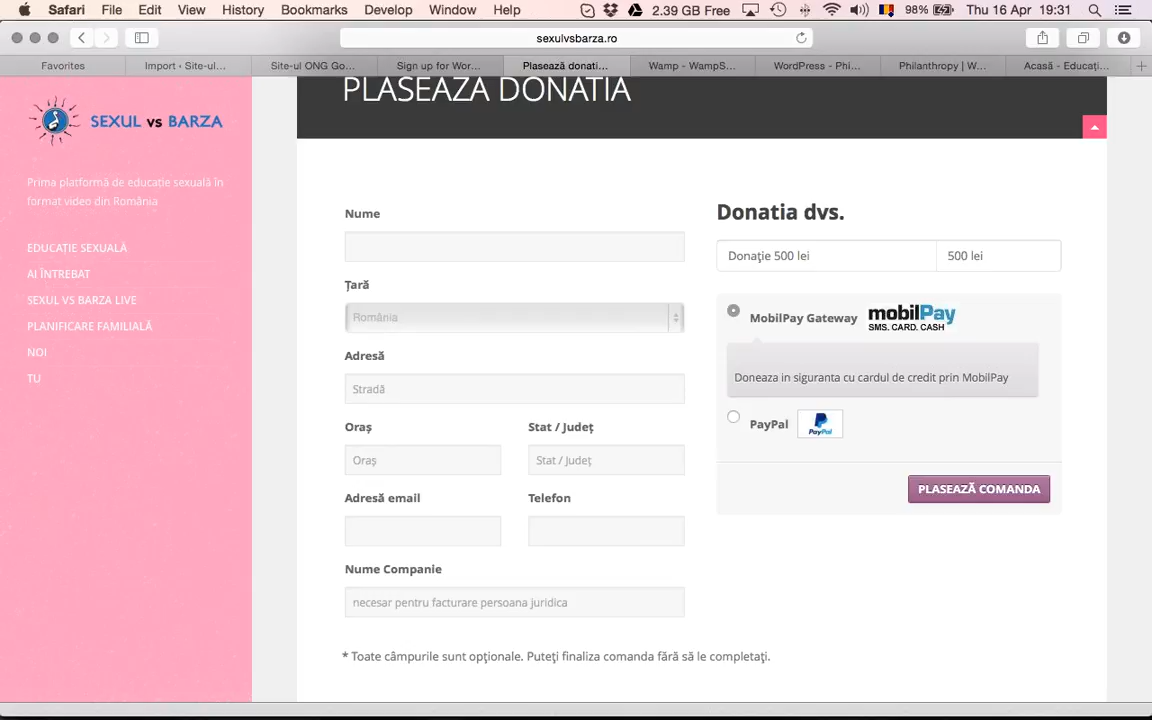 Safari File Edit View History Bookmarks Develop Window Help 2.39 GB Free 98% Thu 16 Apr 19:31
sexulvsbarza.ro
Favorites Import ‹ Site-ul... Site-ul ONG Go... Sign up for Wor... Plasează donati... Wamp - WampS... WordPress - Phi... Philanthropy | W... Acasă - Educați...
SEXUL vs BARZA
Prima platformă de educație sexuală în
format video din România
EDUCAȚIE SEXUALĂ
AI ÎNTREBAT
SEXUL VS BARZA LIVE
PLANIFICARE FAMILIALĂ
NOI
TU
PLASEAZA DONATIA
Nume
Țară
România
Adresă
Stradă
Oraș Stat / Județ
Oraș Stat / Județ
Adresă email Telefon
Nume Companie
necesar pentru facturare persoana juridica
* Toate câmpurile sunt opționale. Puteți finaliza comanda fără să le completați.
Donatia dvs.
Donație 500 lei 500 lei
MobilPay Gateway mobilPay
SMS. CARD. CASH
Doneaza in siguranta cu cardul de credit prin MobilPay
PayPal PayPal
PLASEAZĂ COMANDA